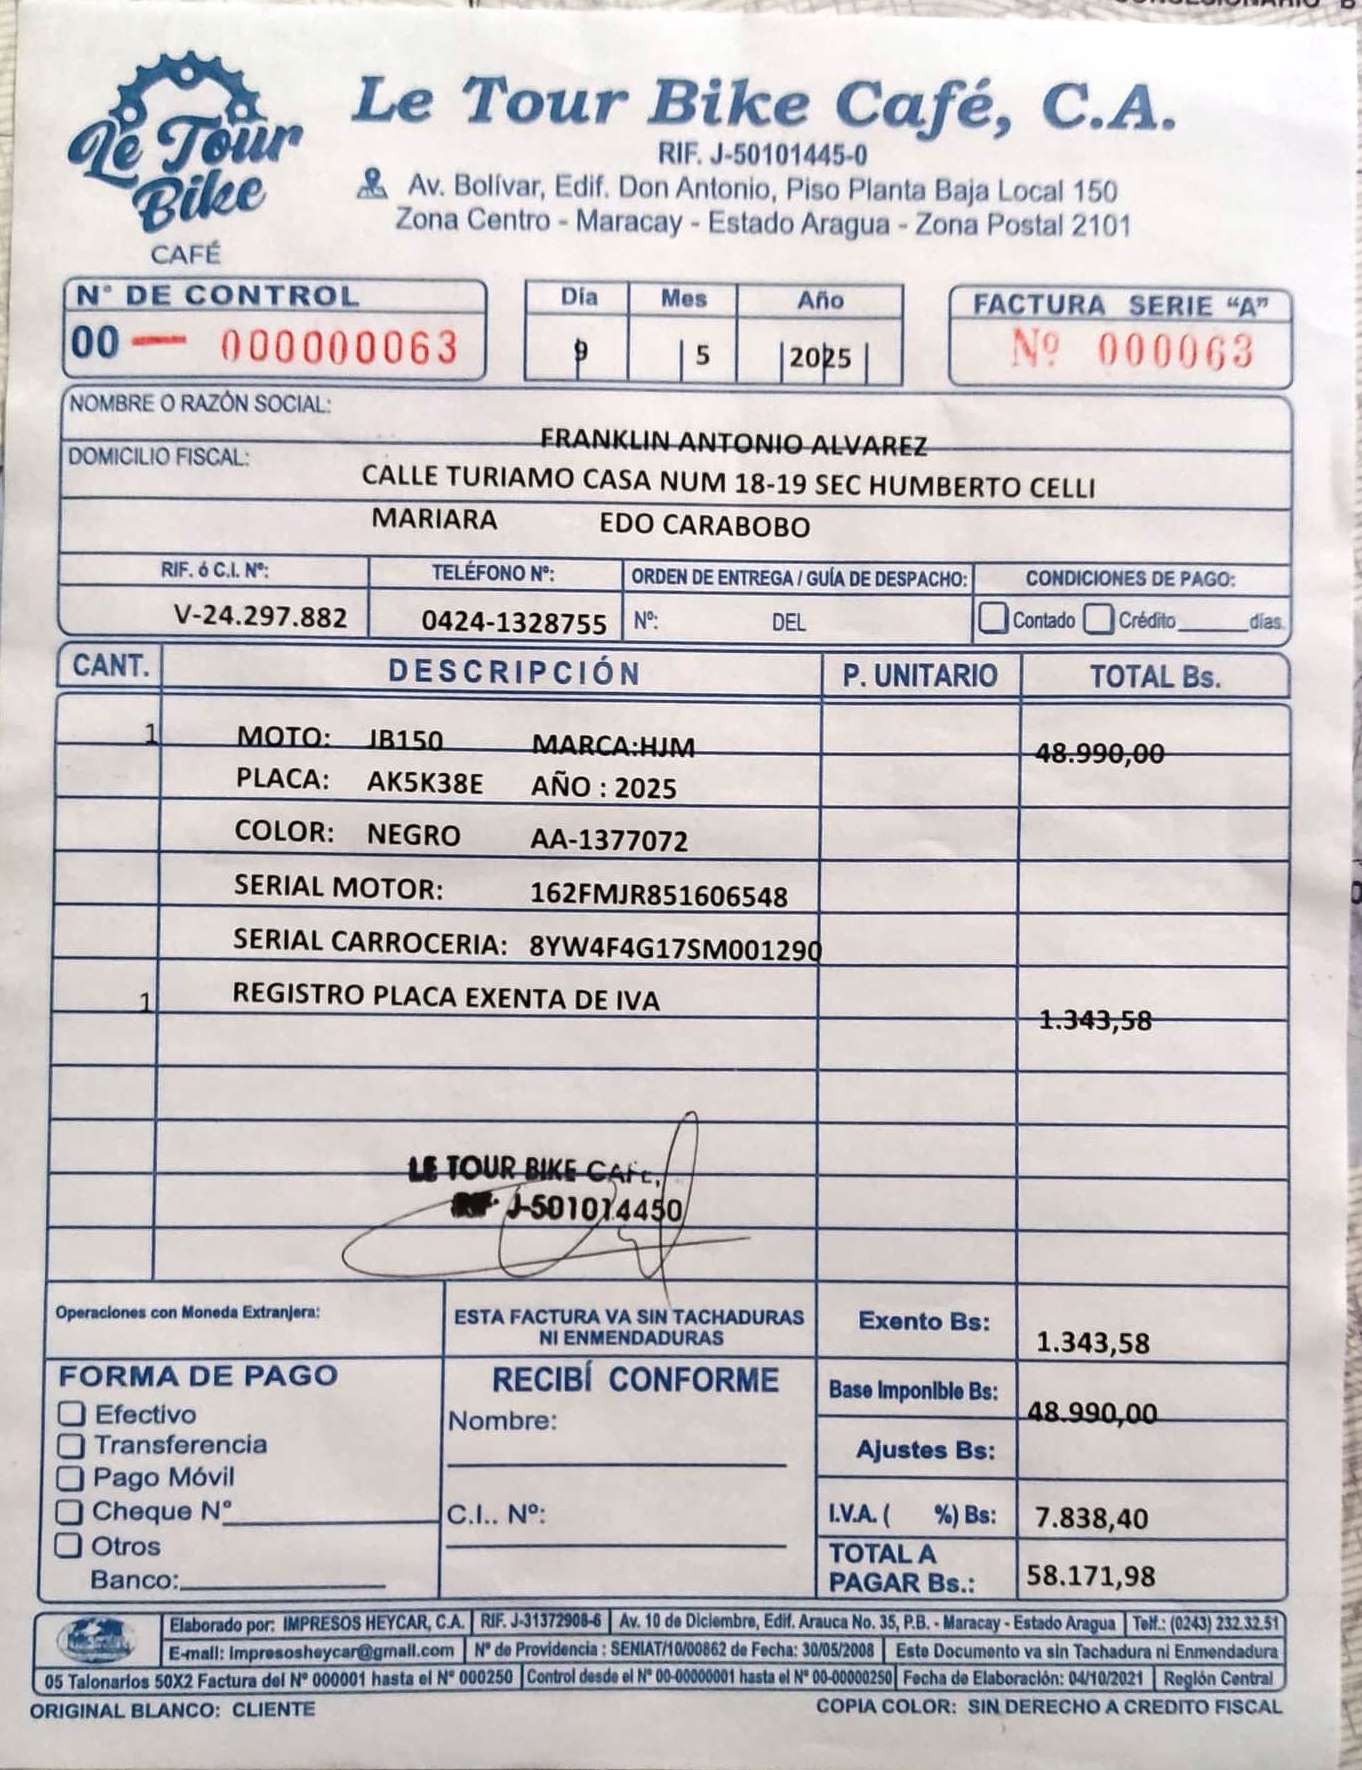 Le Tour Bike CAFÉ
Le Tour Bike Café, C.A.
RIF. J-50101445-0
Av. Bolívar, Edif. Don Antonio, Piso Planta Baja Local 150
Zona Centro - Maracay - Estado Aragua - Zona Postal 2101
N° DE CONTROL
00 — 000000063
Día Mes Año
9 5 2025
FACTURA SERIE “A”
Nº 000063
NOMBRE O RAZÓN SOCIAL:
FRANKLIN ANTONIO ALVAREZ
DOMICILIO FISCAL:
CALLE TURIAMO CASA NUM 18-19 SEC HUMBERTO CELLI
MARIARA EDO CARABOBO
RIF. ó C.I. Nº: TELÉFONO Nº: ORDEN DE ENTREGA / GUÍA DE DESPACHO: CONDICIONES DE PAGO:
V-24.297.882 0424-1328755 Nº: DEL Contado Crédito______días.
CANT. DESCRIPCIÓN P. UNITARIO TOTAL Bs.
1 MOTO: JB150 MARCA:HJM 48.990,00
PLACA: AK5K38E AÑO : 2025
COLOR: NEGRO AA-1377072
SERIAL MOTOR: 162FMJR851606548
SERIAL CARROCERIA: 8YW4F4G17SM001290
1 REGISTRO PLACA EXENTA DE IVA 1.343,58
LE TOUR BIKE CAFE,
RIF. J-501014450
Operaciones con Moneda Extranjera:
ESTA FACTURA VA SIN TACHADURAS
NI ENMENDADURAS
Exento Bs: 1.343,58
FORMA DE PAGO
Efectivo
Transferencia
Pago Móvil
Cheque N°
Otros
Banco:
RECIBÍ CONFORME
Nombre:
C.I.. Nº:
Base Imponible Bs: 48.990,00
Ajustes Bs:
I.V.A. ( %) Bs: 7.838,40
TOTAL A
PAGAR Bs.: 58.171,98
Elaborado por: IMPRESOS HEYCAR, C.A. RIF. J-31372908-6 Av. 10 de Diciembre, Edif. Arauca No. 35, P.B. - Maracay - Estado Aragua Telf.: (0243) 232.32.51
E-mail: Impresosheycar@gmail.com Nº de Providencia : SENIAT/10/00862 de Fecha: 30/05/2008 Este Documento va sin Tachadura ni Enmendadura
05 Talonarios 50X2 Factura del Nº 000001 hasta el Nº 000250 Control desde el Nº 00-00000001 hasta el Nº 00-00000250 Fecha de Elaboración: 04/10/2021 Región Central
ORIGINAL BLANCO: CLIENTE COPIA COLOR: SIN DERECHO A CREDITO FISCAL